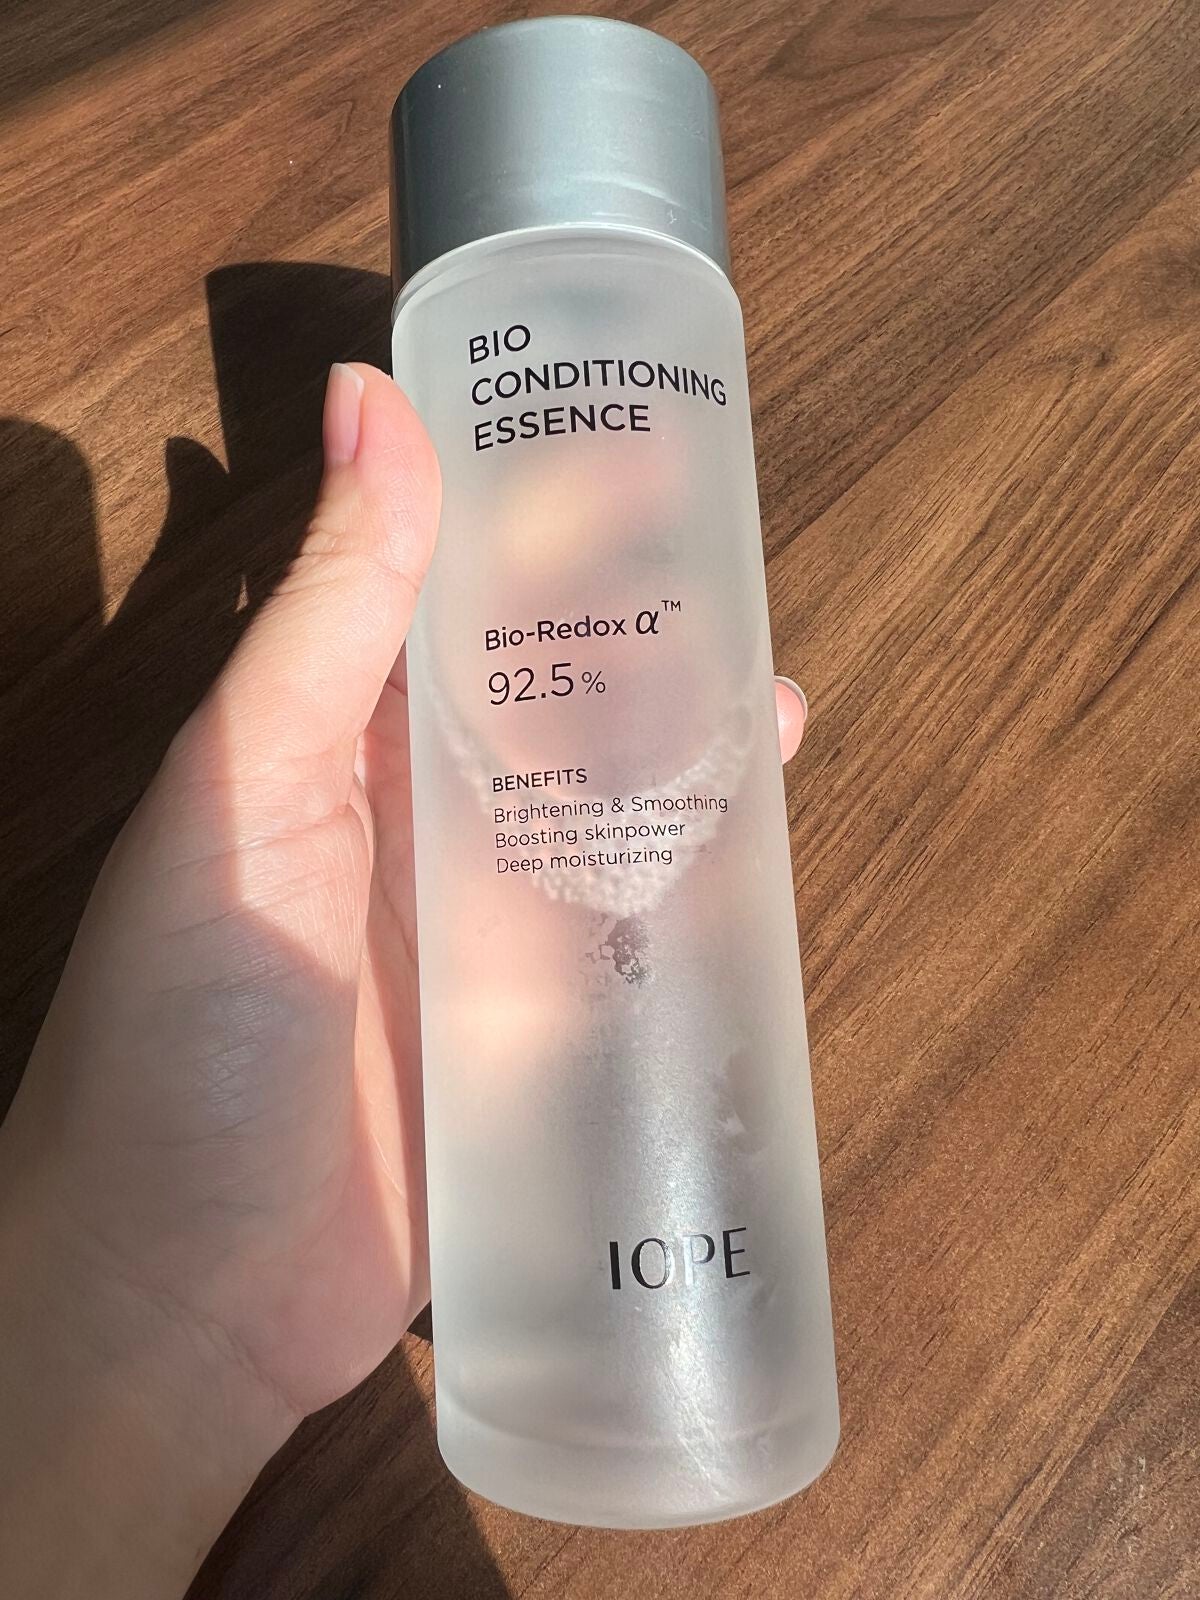 BIO
CONDITIONING
ESSENCE
Bio-Redox α™
92.5%
BENEFITS
Brightening & Smoothing
Boosting skinpower
Deep moisturizing
IOPE